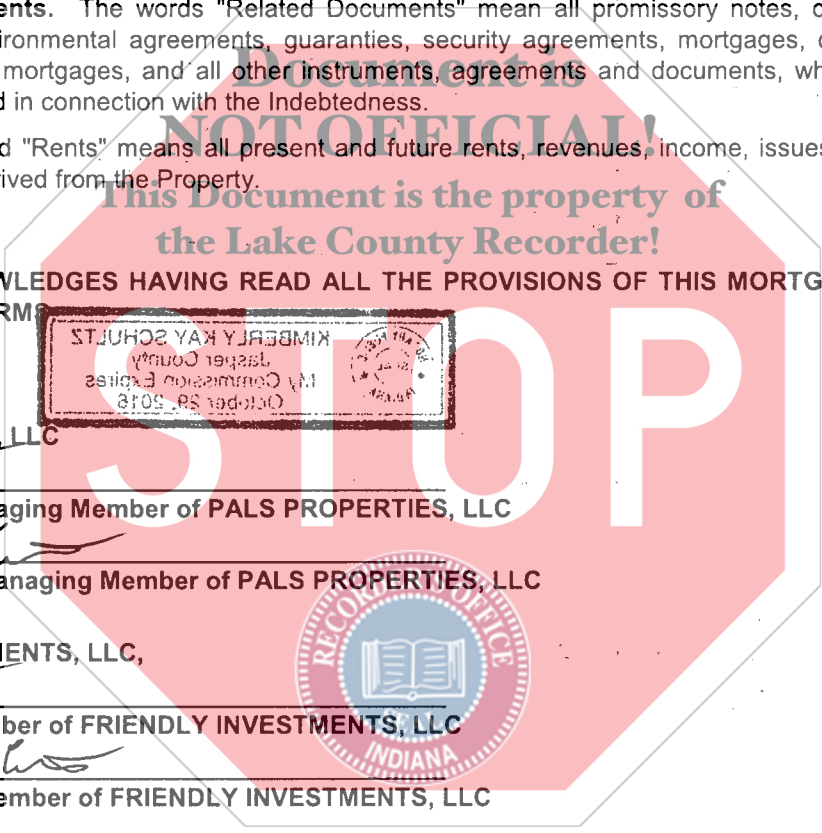 ents. The words "Related Documents" mean all promissory notes, c
ironmental agreements, guaranties, security agreements, mortgages, c
mortgages, and all other instruments, agreements and documents, wh
d in connection with the Indebtedness.
Document is
NOT OFFICIAL!
This Document is the property of
the Lake County Recorder!
d "Rents" means all present and future rents, revenues, income, issues
rived from the Property.
WLEDGES HAVING READ ALL THE PROVISIONS OF THIS MORTG
RMS
KIMBERLY KAY SCHULTZ
Jasper County
My Commission Expires
October 29, 2016
SEAL
STOP
, LLC
aging Member of PALS PROPERTIES, LLC
anaging Member of PALS PROPERTIES, LLC
RECORDER'S OFFICE
SEAL
INDIANA
ENTS, LLC,
ber of FRIENDLY INVESTMENTS, LLC
ember of FRIENDLY INVESTMENTS, LLC